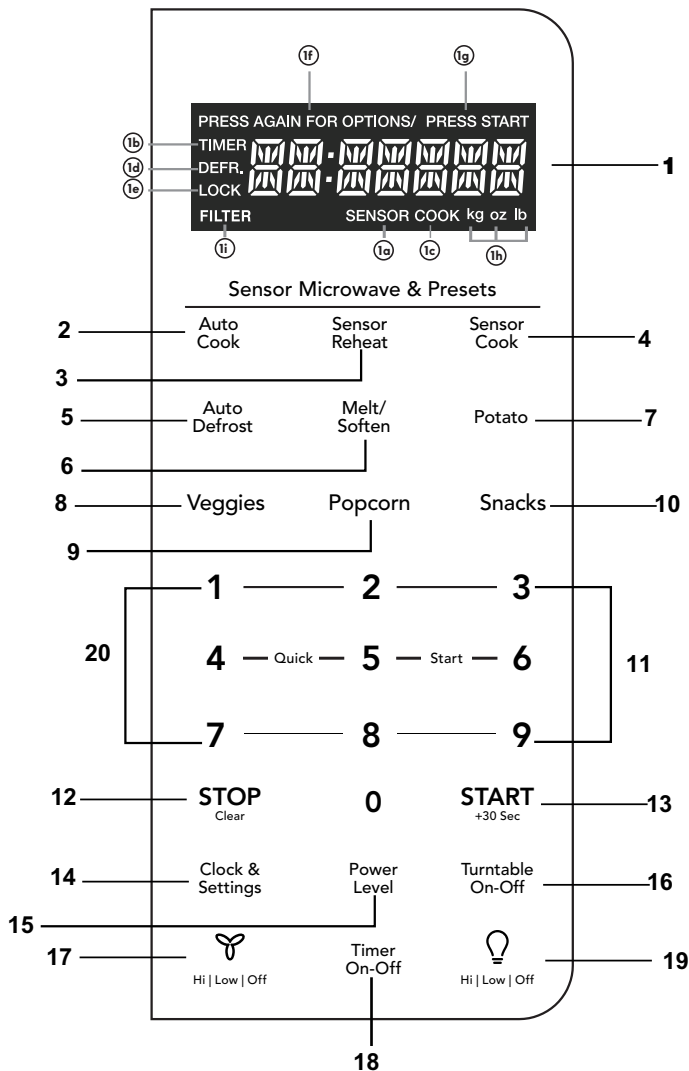 1f 1g
PRESS AGAIN FOR OPTIONS/ PRESS START
1b TIMER
1
1d DEFR.
1e LOCK
FILTER SENSOR COOK kg oz lb
1i 1a 1c 1h
Sensor Microwave & Presets
2 Auto Cook Sensor Reheat Sensor Cook 4
3
5 Auto Defrost Melt/ Soften Potato 7
6
8 Veggies Popcorn Snacks 10
9
1 2 3
20 4 Quick 5 Start 6 11
7 8 9
12 STOP 0 START 13
Clear +30 Sec
14 Clock & Settings Power Level Turntable On-Off 16
15
17 Timer On-Off 19
Hi | Low | Off Hi | Low | Off
18